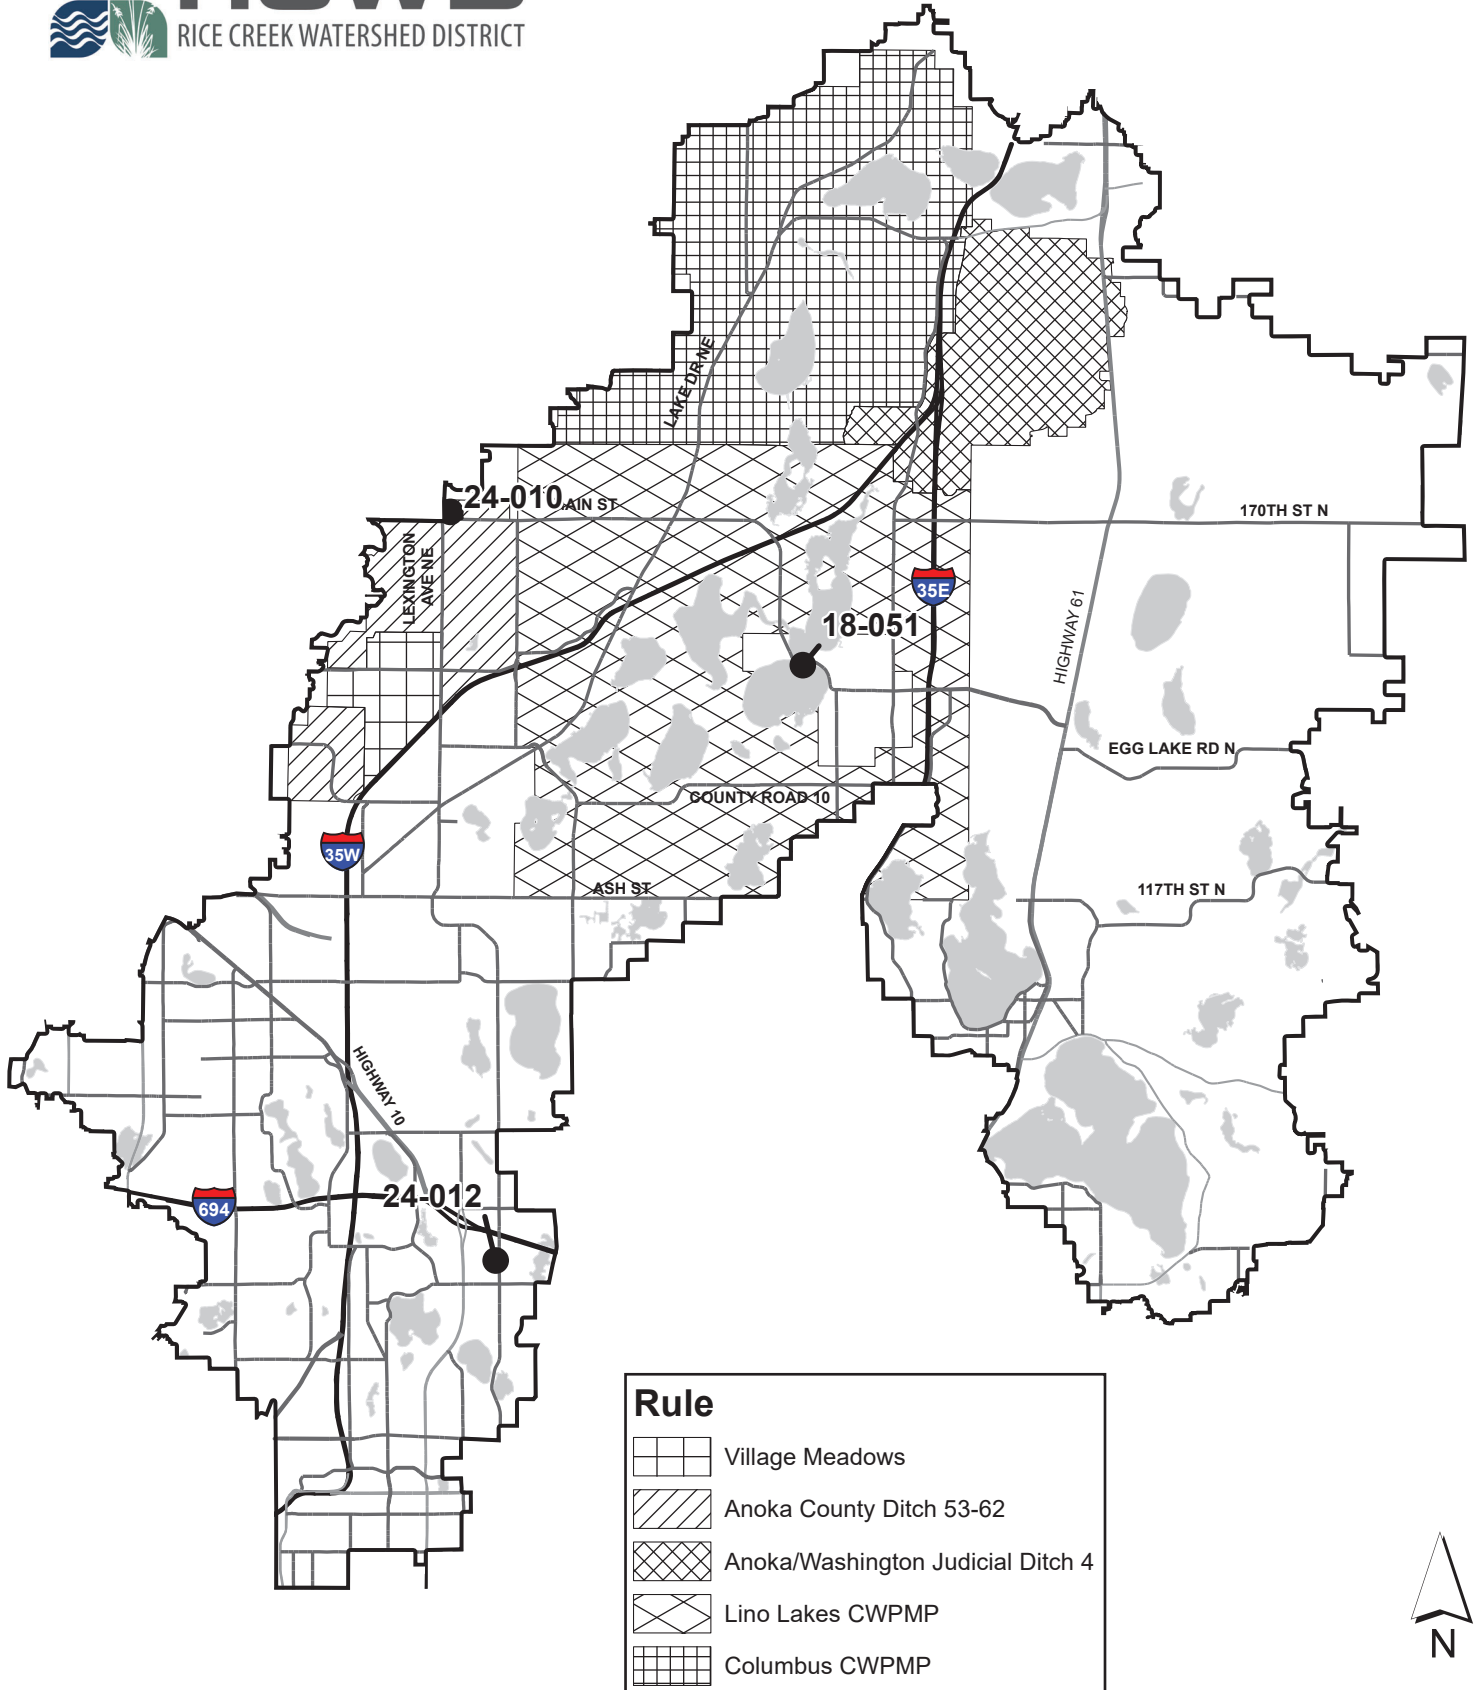 RICE CREEK WATERSHED DISTRICT
LAKE DR NE
24-010
AIN ST
170TH ST N
LEXINGTON
AVE NE
35E
HIGHWAY 61
18-051
EGG LAKE RD N
COUNTY ROAD 10
35W
ASH ST
117TH ST N
HIGHWAY 10
24-012
694
Rule
Village Meadows
Anoka County Ditch 53-62
Anoka/Washington Judicial Ditch 4
Lino Lakes CWPMP
Columbus CWPMP
N